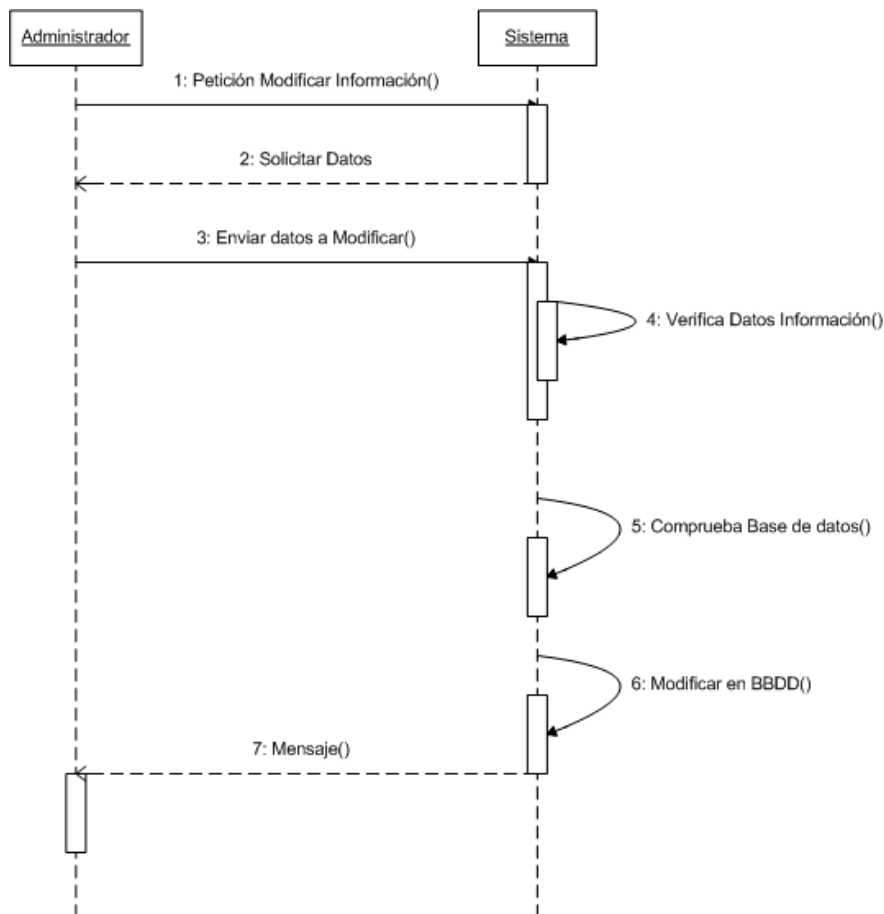 Administrador
Sistema
1: Petición Modificar Información()
2: Solicitar Datos
3: Enviar datos a Modificar()
4: Verifica Datos Información()
5: Comprueba Base de datos()
6: Modificar en BBDD()
7: Mensaje()